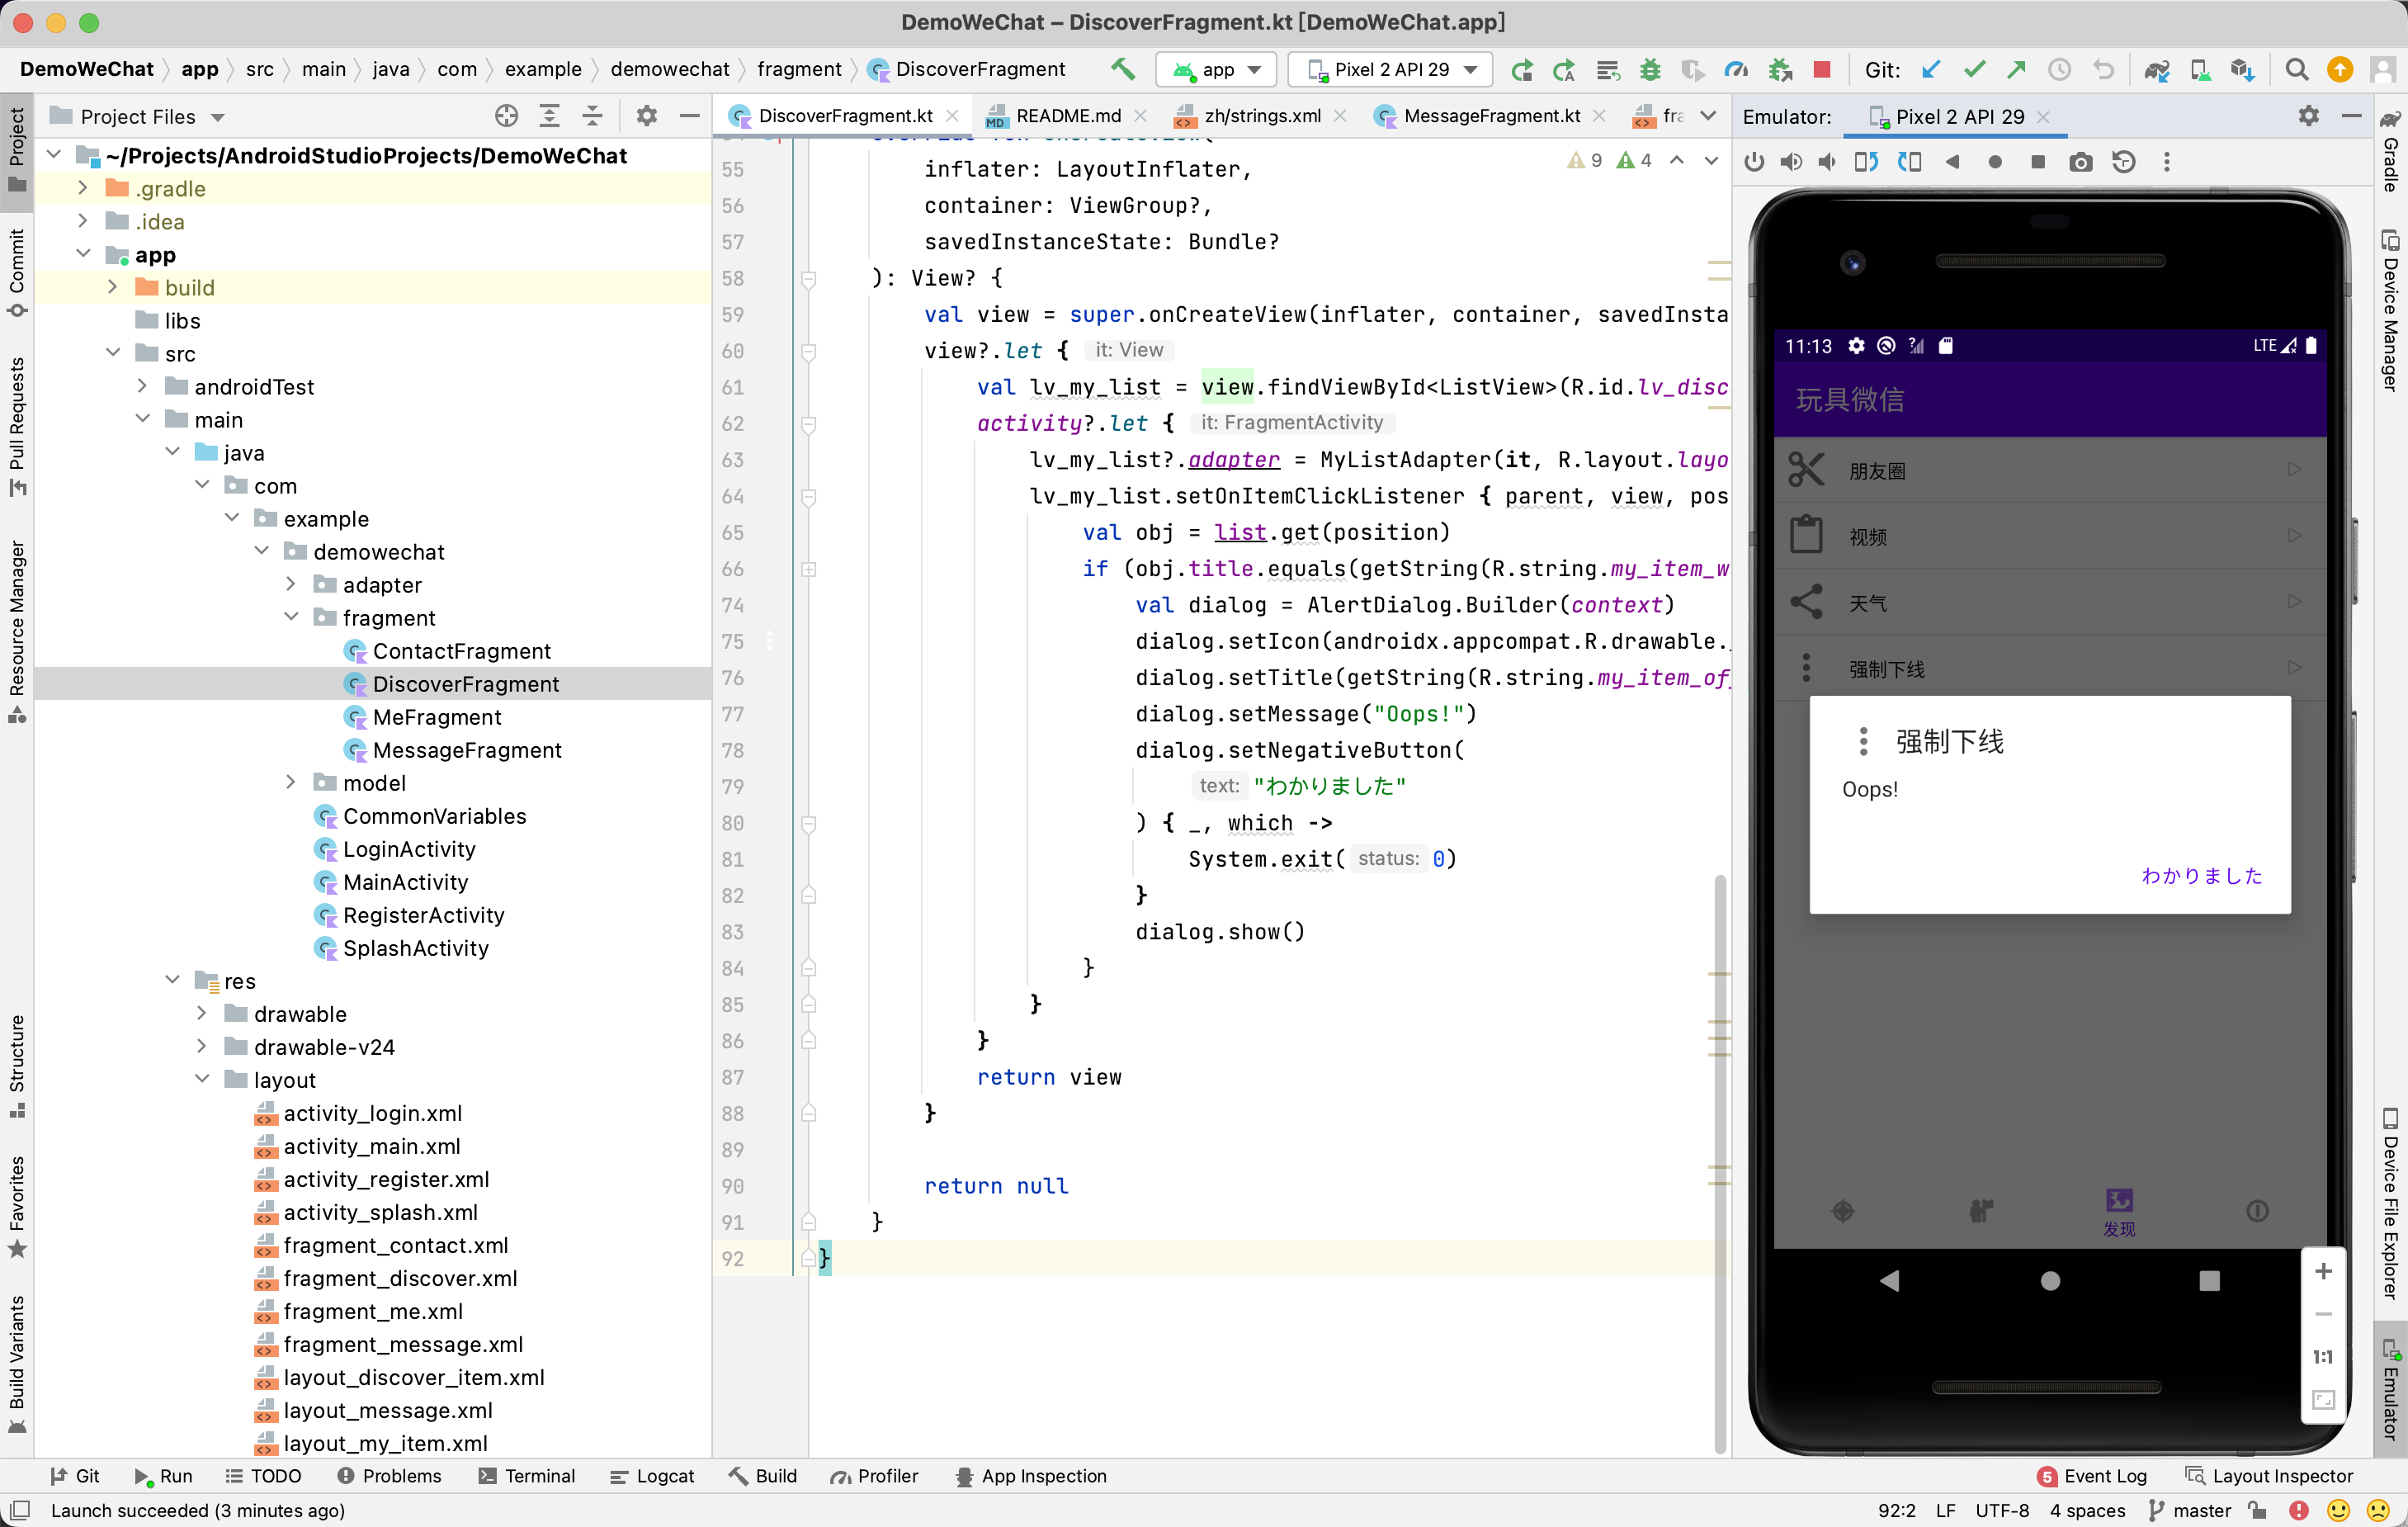 DemoWeChat – DiscoverFragment.kt [DemoWeChat.app]
DemoWeChat app src main java com example demowechat fragment DiscoverFragment
app
Pixel 2 API 29
Git:
Project
Commit
Pull Requests
Resource Manager
Structure
Favorites
Build Variants
Project Files
~/Projects/AndroidStudioProjects/DemoWeChat
.gradle
.idea
app
build
libs
src
androidTest
main
java
com
example
demowechat
adapter
fragment
ContactFragment
DiscoverFragment
MeFragment
MessageFragment
model
CommonVariables
LoginActivity
MainActivity
RegisterActivity
SplashActivity
res
drawable
drawable-v24
layout
activity_login.xml
activity_main.xml
activity_register.xml
activity_splash.xml
fragment_contact.xml
fragment_discover.xml
fragment_me.xml
fragment_message.xml
layout_discover_item.xml
layout_message.xml
layout_my_item.xml
DiscoverFragment.kt
README.md
zh/strings.xml
MessageFragment.kt
fra
9 4
55 inflater: LayoutInflater,
56 container: ViewGroup?,
57 savedInstanceState: Bundle?
58 ): View? {
59 val view = super.onCreateView(inflater, container, savedInsta
60 view?.let { it: View
61 val lv_my_list = view.findViewById<ListView>(R.id.lv_disc
62 activity?.let { it: FragmentActivity
63 lv_my_list?.adapter = MyListAdapter(it, R.layout.layo
64 lv_my_list.setOnItemClickListener { parent, view, pos
65 val obj = list.get(position)
66 if (obj.title.equals(getString(R.string.my_item_w
74 val dialog = AlertDialog.Builder(context)
75 dialog.setIcon(androidx.appcompat.R.drawable.
76 dialog.setTitle(getString(R.string.my_item_of
77 dialog.setMessage("Oops!")
78 dialog.setNegativeButton(
79 text: "わかりました"
80 ) { _, which ->
81 System.exit( status: 0)
82 }
83 dialog.show()
84 }
85 }
86 }
87 return view
88 }
89
90 return null
91 }
92 }
Emulator:
Pixel 2 API 29
11:13
LTE
玩具微信
朋友圈
视频
天气
强制下线
强制下线
Oops!
わかりました
发现
1:1
Gradle
Device Manager
Device File Explorer
Emulator
Git
Run
TODO
Problems
Terminal
Logcat
Build
Profiler
App Inspection
5 Event Log
Layout Inspector
Launch succeeded (3 minutes ago)
92:2 LF UTF-8 4 spaces master